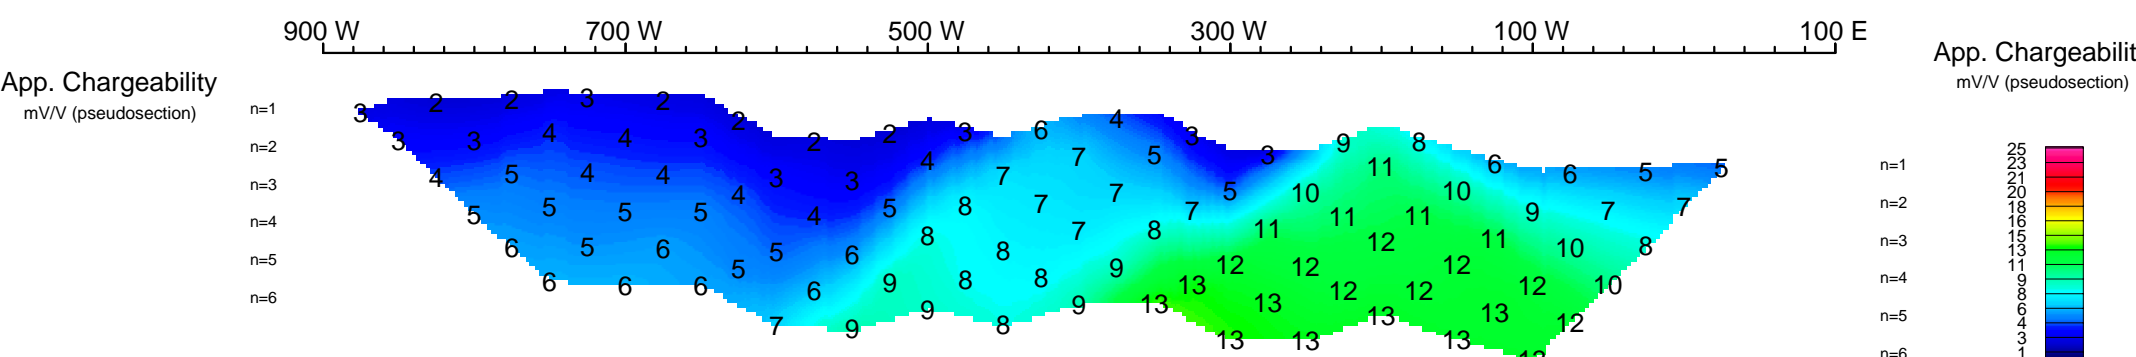 900 W 700 W 500 W 300 W 100 W 100 E
App. Chargeability
mV/V (pseudosection)
App. Chargeabilit
mV/V (pseudosection)
n=1
n=2
n=3
n=4
n=5
n=6
3 2 2 3 2 2 2 2 3 6 4 3 3 9 8 6 6 5 5
3 3 4 4 3 3 3 4 7 7 5 5 10 11 10 9 7 7
4 5 4 4 4 4 5 8 7 7 7 11 11 11 11 10 8
5 5 5 5 5 6 8 8 7 8 12 12 12 12 12 10
6 5 6 5 6 9 8 8 9 13 13 12 12 13 12
6 6 6 7 9 9 8 9 13 13 13 13 13
n=1
n=2
n=3
n=4
n=5
n=6
25
23
21
20
18
16
15
13
11
9
8
6
4
3
1